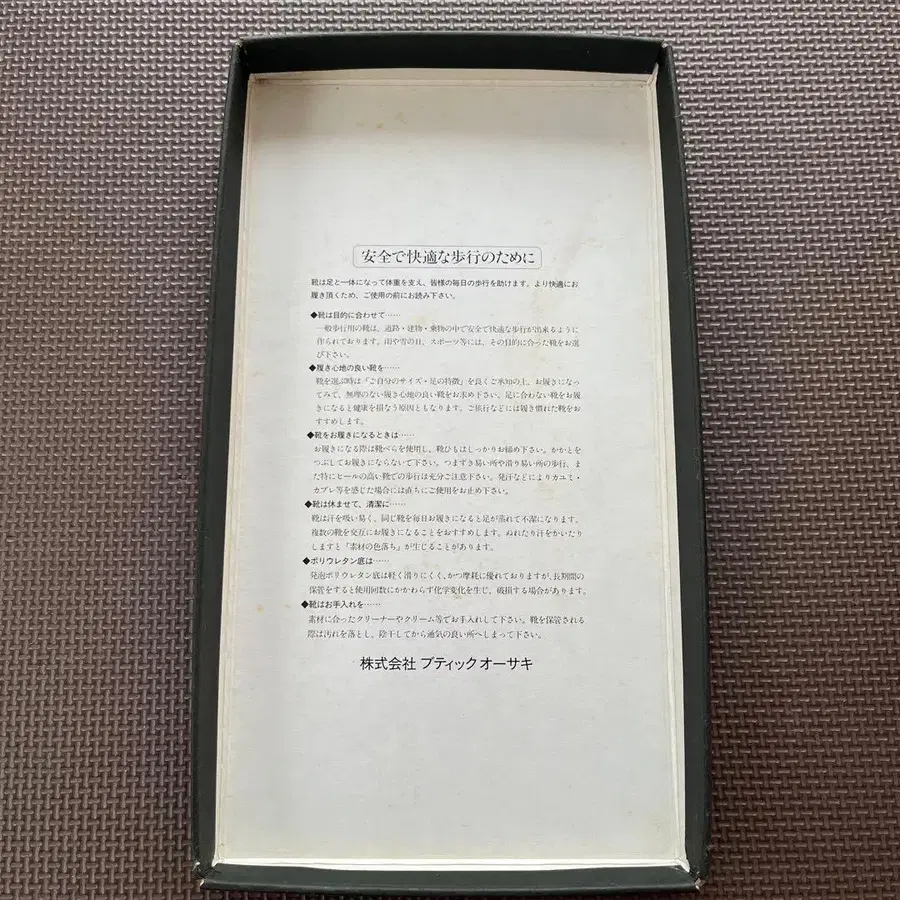 安全で快適な歩行のために
靴は足と一体になって体重を支え、皆様の毎日の歩行を助けます。より快適にお
履き頂くため、ご使用の前にお読み下さい。
◆靴は目的に合わせて……
一般歩行用の靴は、道路・建物・乗物の中で安全で快適な歩行が出来るように
作られております。雨や雪の日、スポーツ等には、その目的に合った靴をお選
び下さい。
◆履き心地の良い靴を……
靴を選ぶ時は「ご自分のサイズ・足の特徴」を良くご承知の上、お履きになっ
てみて、無理のない履き心地の良い靴をお求め下さい。足に合わない靴をお履
きになると健康を損なう原因ともなります。ご旅行などには履き慣れた靴をお
すすめします。
◆靴をお履きになるときは……
お履きになる際は靴べらを使用し、靴ひもはしっかりお締め下さい。かかとを
つぶしてお履きにならないで下さい。つまずき易い所や滑り易い所の歩行、ま
た特にヒールの高い靴での歩行は充分ご注意下さい。発汗などによりカユミ・
カブレ等を感じた場合には直ちにご使用をお止め下さい。
◆靴は休ませて、清潔に……
靴は汗を吸い易く、同じ靴を毎日お履きになると足が蒸れて不潔になります。
複数の靴を交互にお履きになることをおすすめします。ぬれたり汗をかいたり
しますと「素材の色落ち」が生じることがあります。
◆ポリウレタン底は……
発泡ポリウレタン底は軽く滑りにくく、かつ摩耗に優れておりますが、長期間の
保管をすると使用回数にかかわらず化学変化を生じ、破損する場合があります。
◆靴はお手入れを……
素材に合ったクリーナーやクリーム等でお手入れして下さい。靴を保管される
際は汚れを落とし、陰干ししてから通気の良い所へしまって下さい。
株式会社 ブティックオーサキ